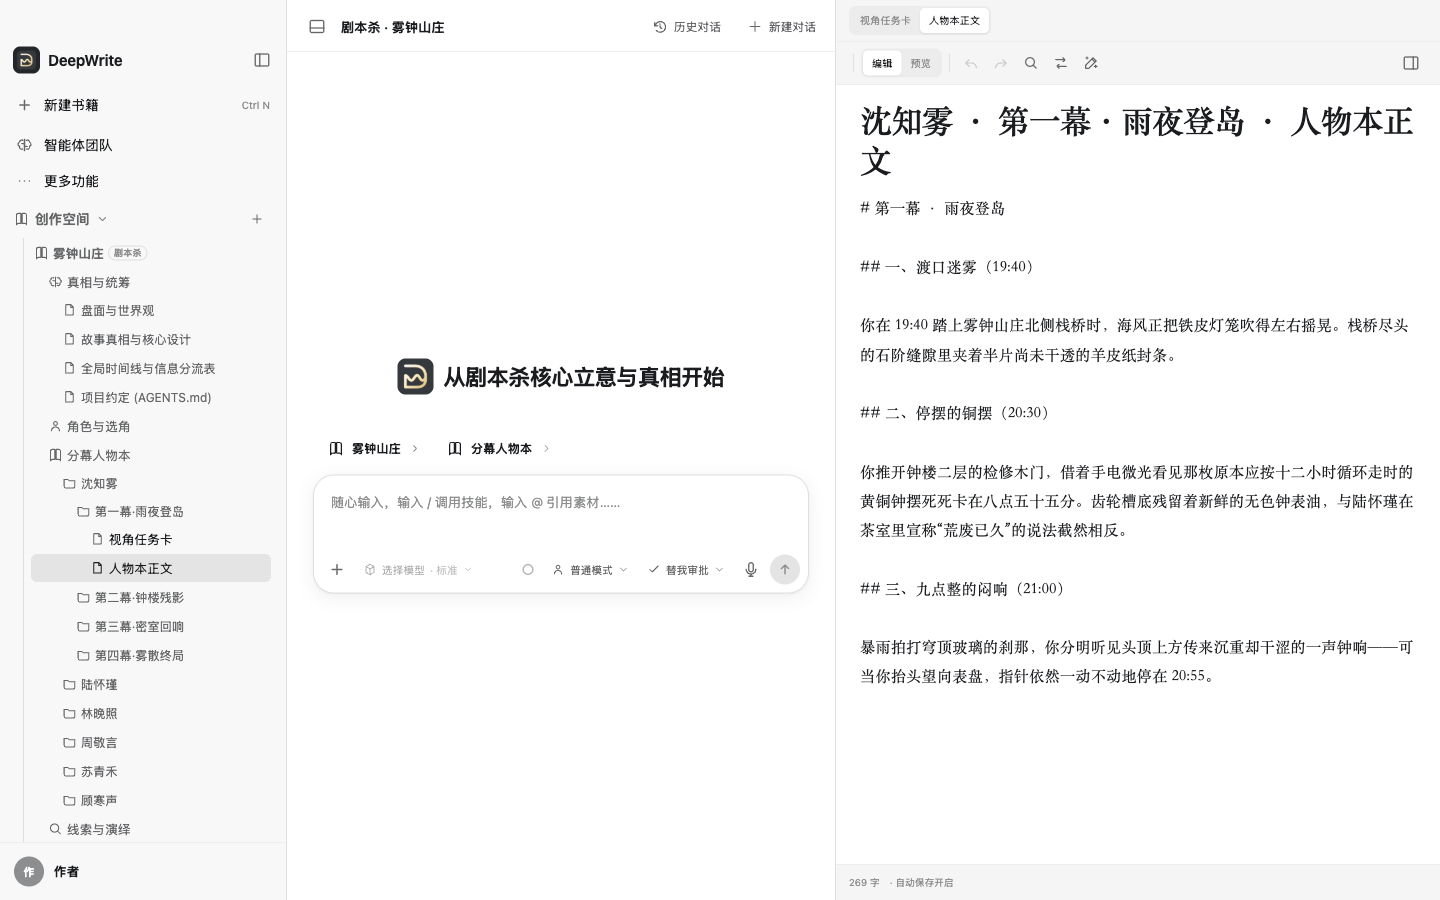 DeepWrite
新建书籍
Ctrl N
智能体团队
更多功能
创作空间
雾钟山庄 剧本杀
真相与统筹
盘面与世界观
故事真相与核心设计
全局时间线与信息分流表
项目约定 (AGENTS.md)
角色与选角
分幕人物本
沈知雾
第一幕·雨夜登岛
视角任务卡
人物本正文
第二幕·钟楼残影
第三幕·密室回响
第四幕·雾散终局
陆怀瑾
林晚照
周敬言
苏青禾
顾寒声
线索与演绎
作 作者
剧本杀 · 雾钟山庄
历史对话
新建对话
从剧本杀核心立意与真相开始
雾钟山庄
分幕人物本
随心输入，输入 / 调用技能，输入 @ 引用素材......
选择模型 · 标准
普通模式
替我审批
视角任务卡
人物本正文
编辑
预览
沈知雾 · 第一幕 · 雨夜登岛 · 人物本正
文
# 第一幕 · 雨夜登岛
## 一、渡口迷雾（19:40）
你在 19:40 踏上雾钟山庄北侧栈桥时，海风正把铁皮灯笼吹得左右摇晃。栈桥尽头
的石阶缝隙里夹着半片尚未干透的羊皮纸封条。
## 二、停摆的铜摆（20:30）
你推开钟楼二层的检修木门，借着手电微光看见那枚原本应按十二小时循环走时的
黄铜钟摆死死卡在八点五十五分。齿轮槽底残留着新鲜的无色钟表油，与陆怀瑾在
茶室里宣称“荒废已久”的说法截然相反。
## 三、九点整的闷响（21:00）
暴雨拍打穹顶玻璃的刹那，你分明听见头顶上方传来沉重却干涩的一声钟响——可
当你抬头望向表盘，指针依然一动不动地停在 20:55。
269 字 · 自动保存开启